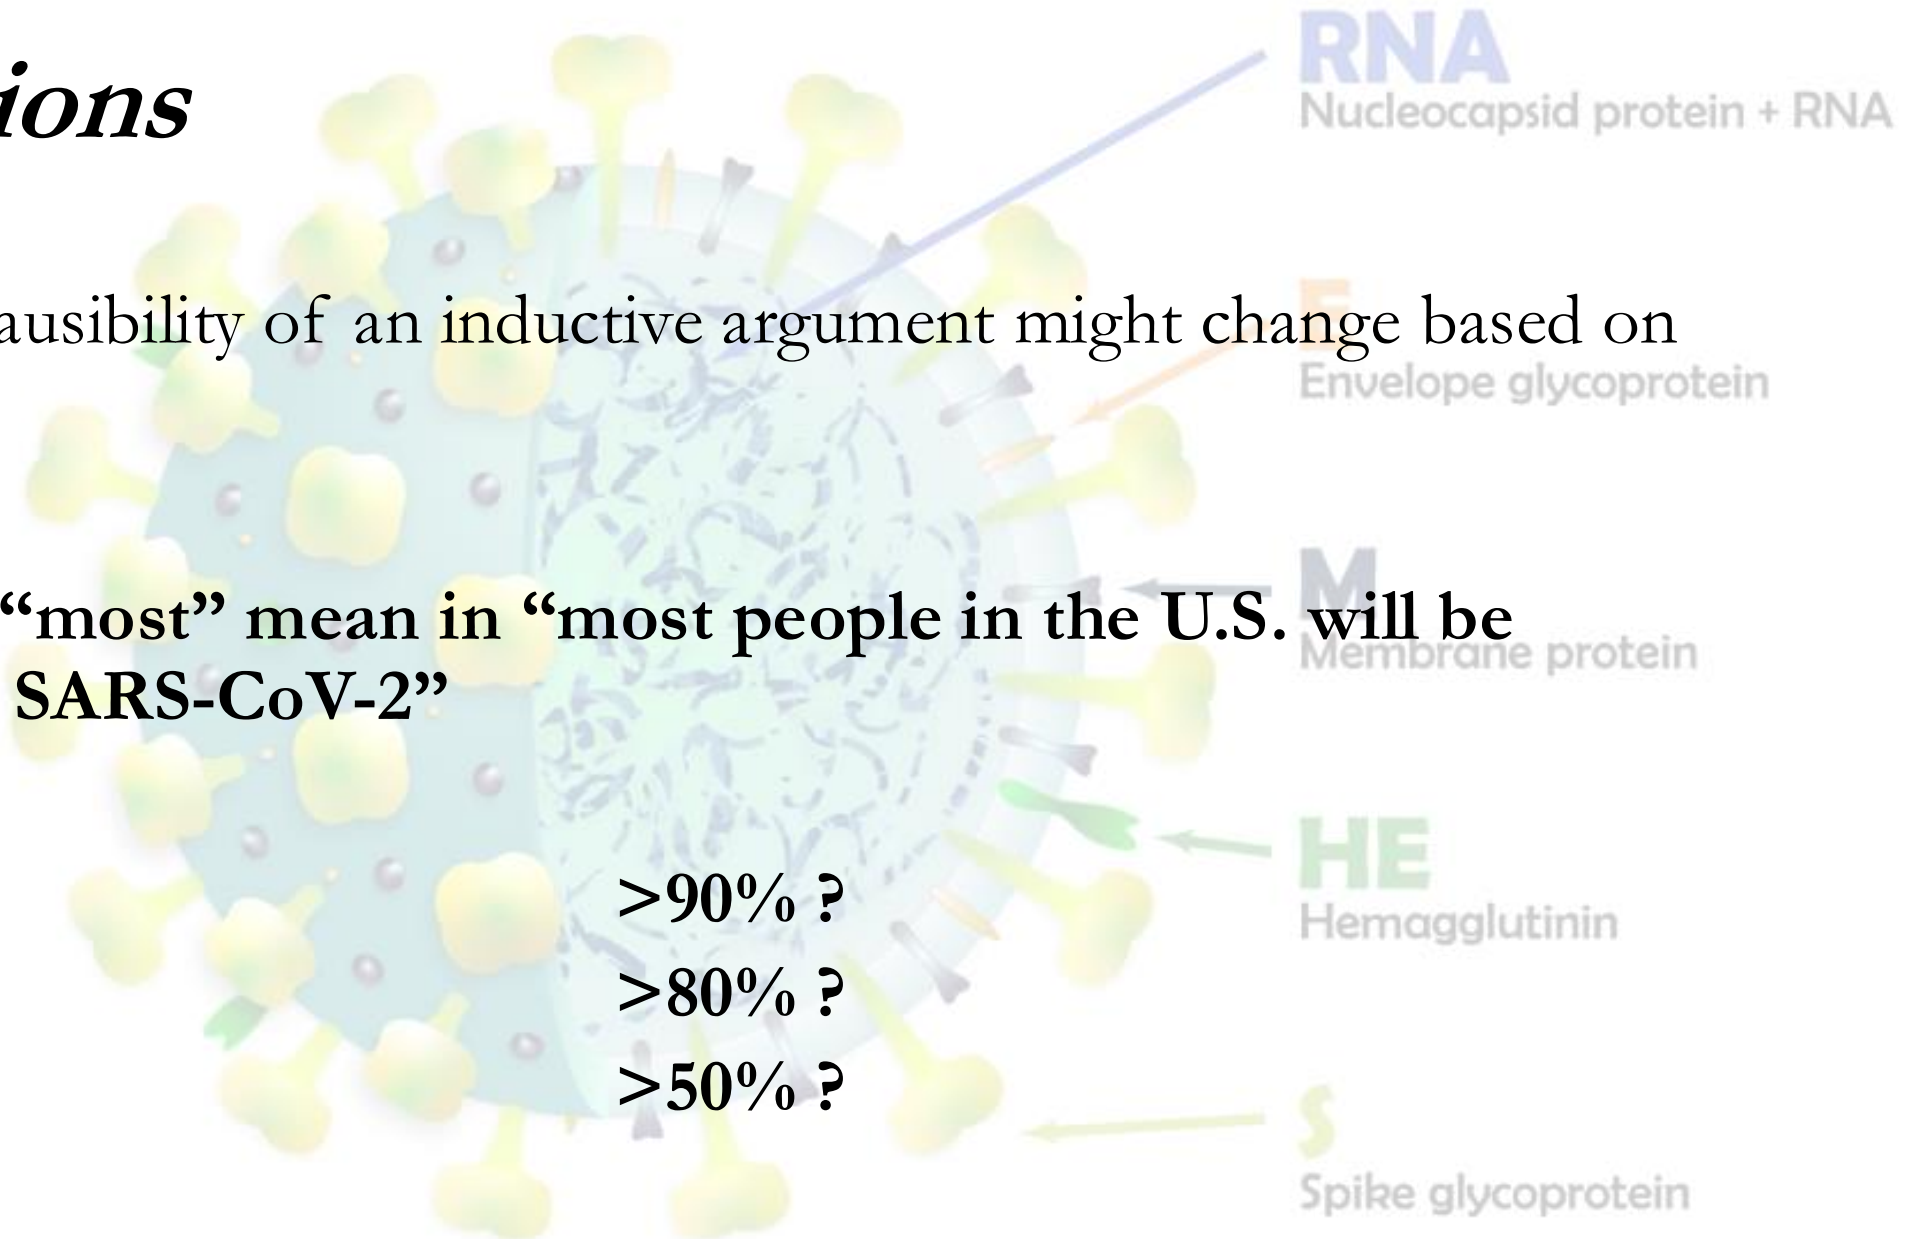 ions
ausibility of an inductive argument might change based on
“most” mean in “most people in the U.S. will be
SARS-CoV-2”
>90% ?
>80% ?
>50% ?
RNA
Nucleocapsid protein + RNA
E
Envelope glycoprotein
M
Membrane protein
HE
Hemagglutinin
S
Spike glycoprotein